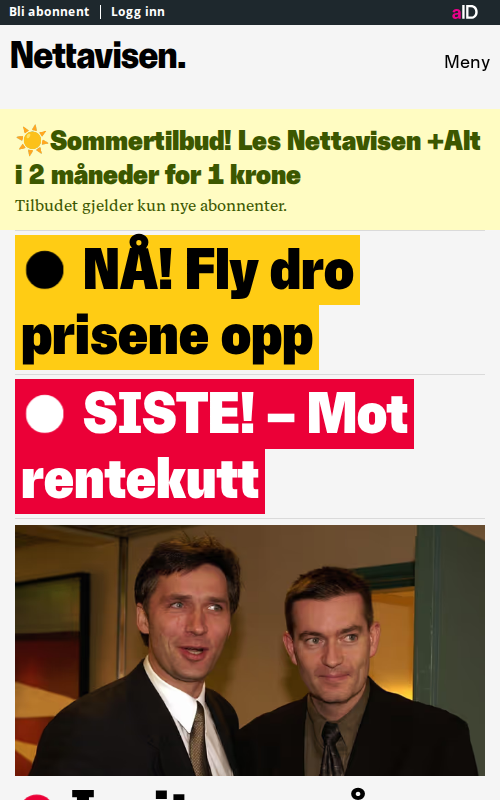 Bli abonnent
Logg inn
aID
Nettavisen.
Meny
Sommertilbud! Les Nettavisen +Alt
i 2 måneder for 1 krone
Tilbudet gjelder kun nye abonnenter.
NÅ! Fly dro
prisene opp
SISTE! – Mot
rentekutt